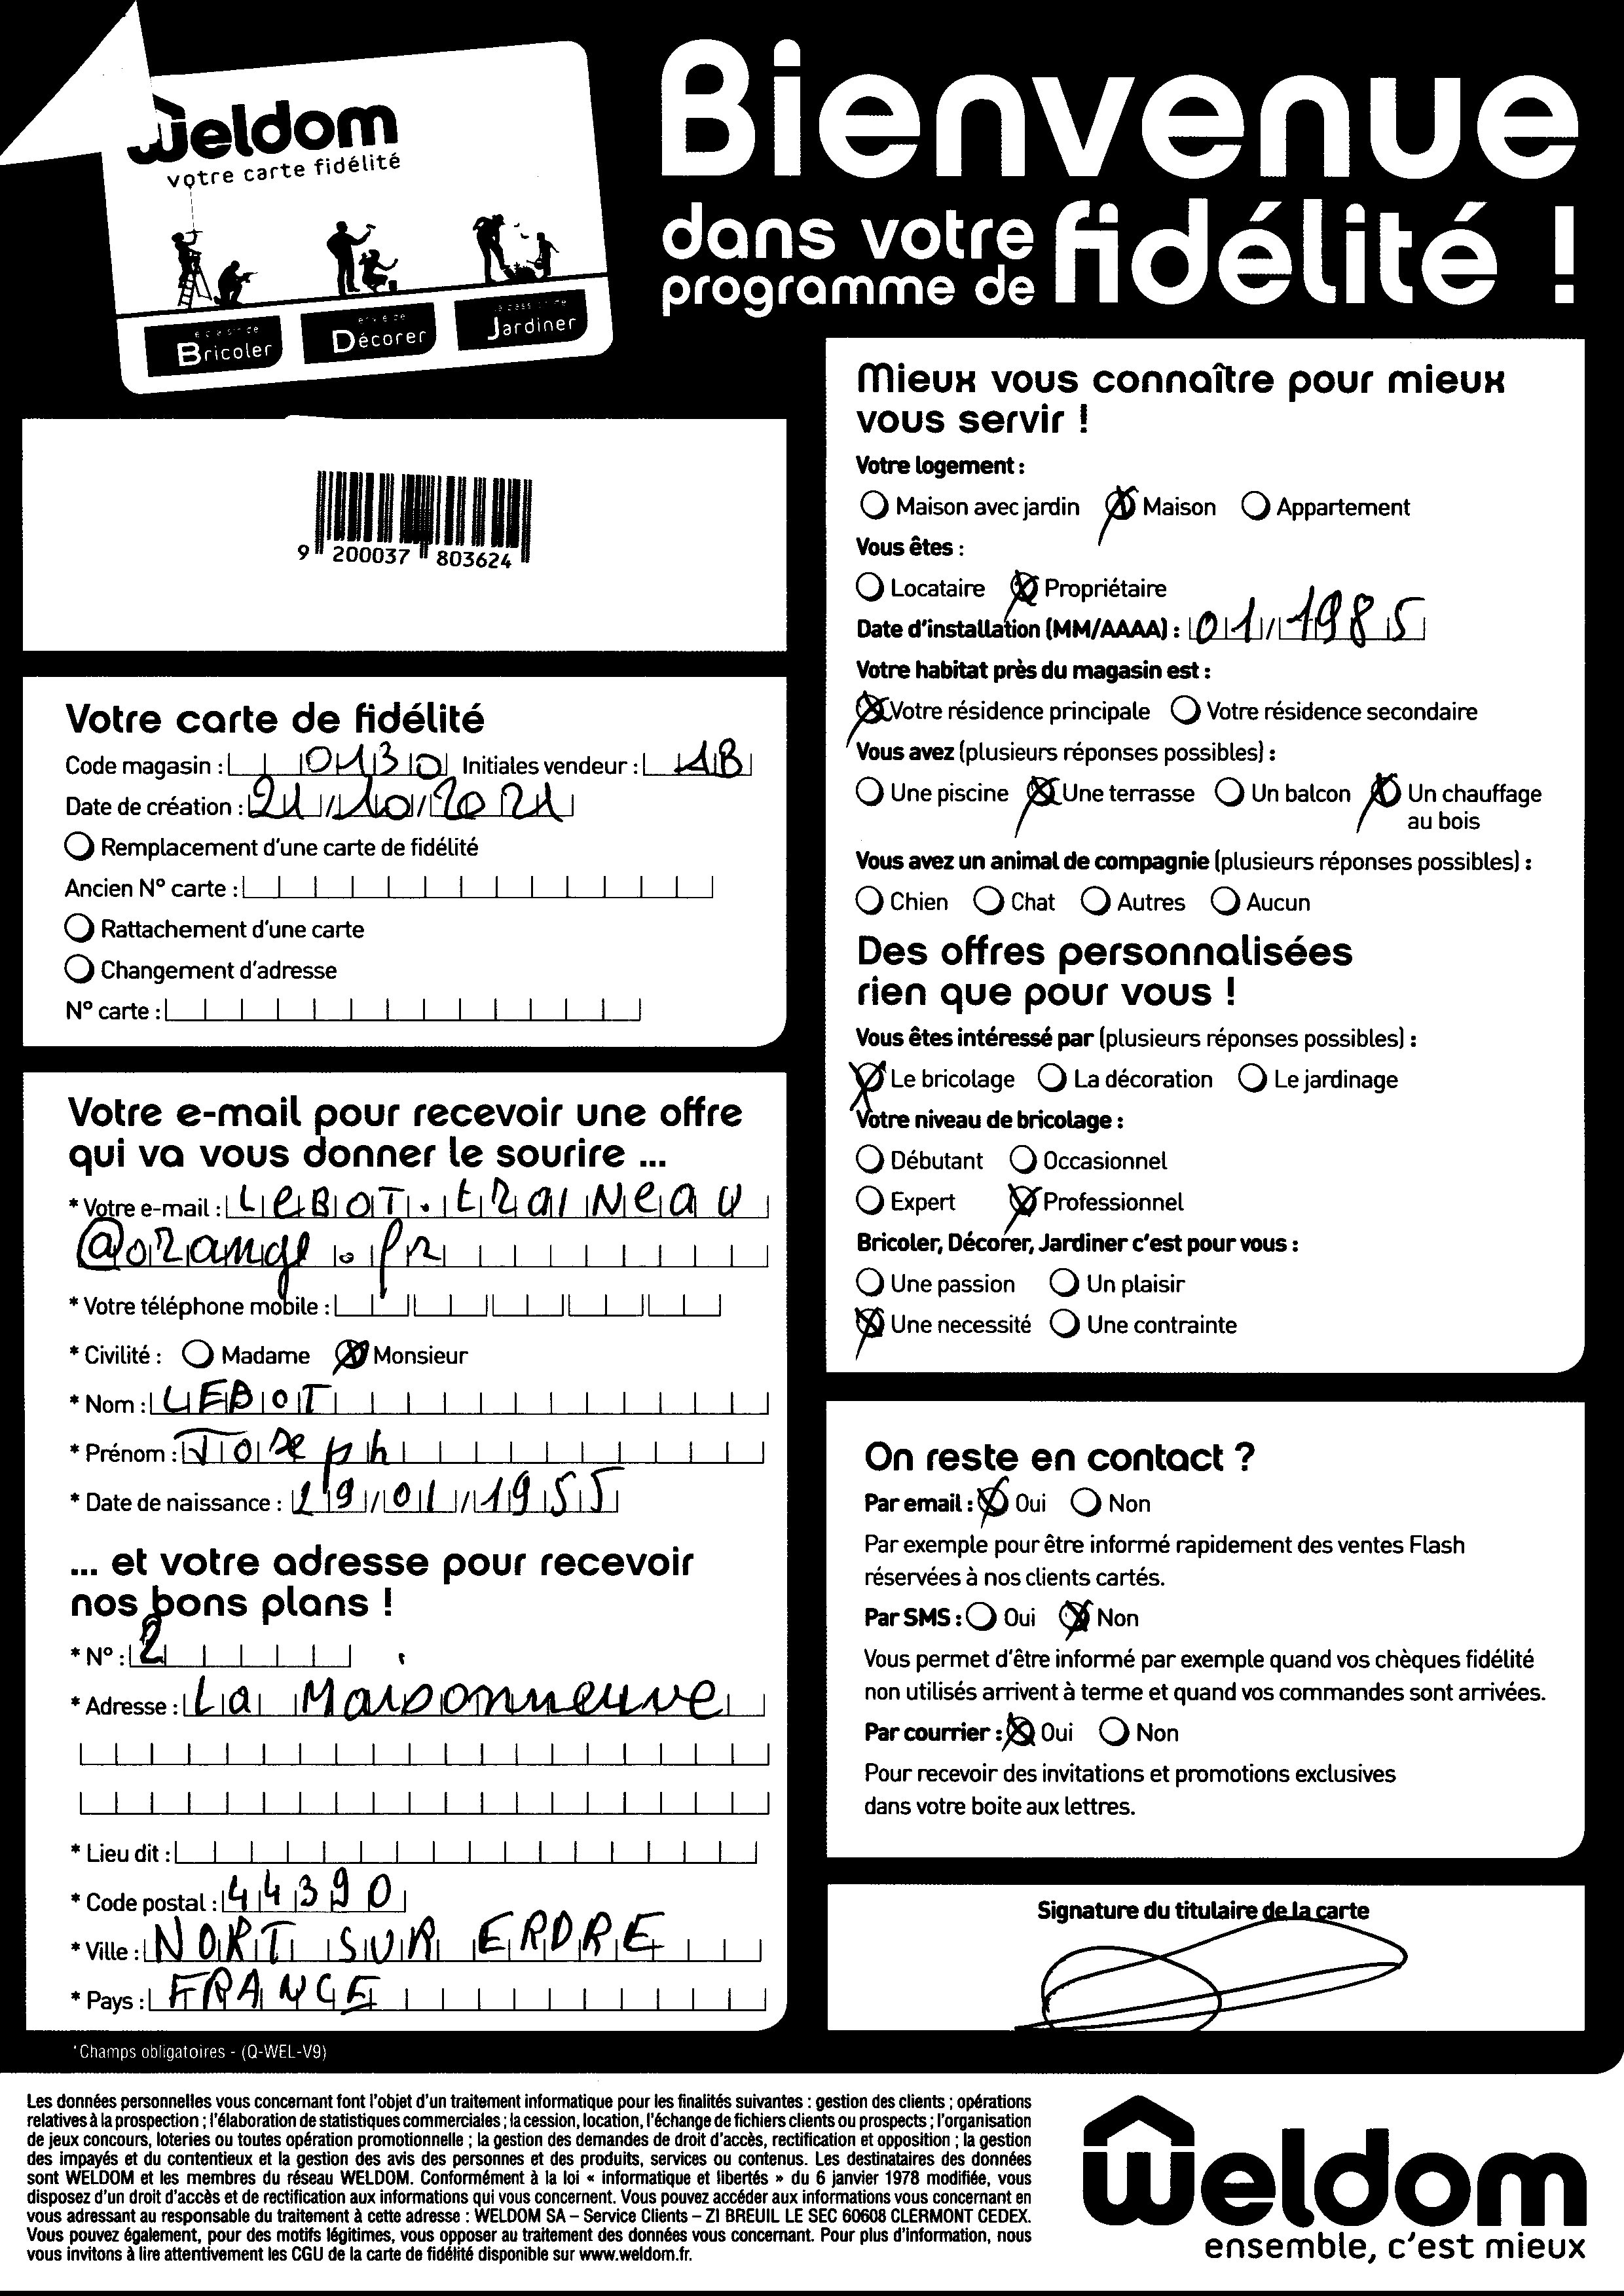 Weldom
votre carte fidélité
Bricoler
Décorer
Jardiner
Bienvenue
dans votre
programme de fidélité !
9 200037 803624
Votre carte de fidélité
Code magasin : 0130 Initiales vendeur : AB
Date de création : 21/10/2021
Remplacement d'une carte de fidélité
Ancien N° carte :
Rattachement d'une carte
Changement d'adresse
N° carte :
Votre e-mail pour recevoir une offre
qui va vous donner le sourire ...
* Votre e-mail : LeBOT.traiNeau
@orange.fr
* Votre téléphone mobile :
* Civilité : Madame Monsieur
* Nom : LEBOT
* Prénom : Joseph
* Date de naissance : 29/01/1955
... et votre adresse pour recevoir
nos bons plans !
* N° : 2
* Adresse : La Maisonneuve
* Lieu dit :
* Code postal : 44390
* Ville : NORT SUR ERDRE
* Pays : FRANCE
*Champs obligatoires - (Q-WEL-V9)
Mieux vous connaître pour mieux
vous servir !
Votre logement :
Maison avec jardin Maison Appartement
Vous êtes :
Locataire Propriétaire
Date d'installation (MM/AAAA) : 01/1985
Votre habitat près du magasin est :
Votre résidence principale Votre résidence secondaire
Vous avez (plusieurs réponses possibles) :
Une piscine Une terrasse Un balcon Un chauffage
au bois
Vous avez un animal de compagnie (plusieurs réponses possibles) :
Chien Chat Autres Aucun
Des offres personnalisées
rien que pour vous !
Vous êtes intéressé par (plusieurs réponses possibles) :
Le bricolage La décoration Le jardinage
Votre niveau de bricolage :
Débutant Occasionnel
Expert Professionnel
Bricoler, Décorer, Jardiner c'est pour vous :
Une passion Un plaisir
Une necessité Une contrainte
On reste en contact ?
Par email : Oui Non
Par exemple pour être informé rapidement des ventes Flash
réservées à nos clients cartés.
Par SMS : Oui Non
Vous permet d'être informé par exemple quand vos chèques fidélité
non utilisés arrivent à terme et quand vos commandes sont arrivées.
Par courrier : Oui Non
Pour recevoir des invitations et promotions exclusives
dans votre boite aux lettres.
Signature du titulaire de la carte
Les données personnelles vous concernant font l'objet d'un traitement informatique pour les finalités suivantes : gestion des clients ; opérations
relatives à la prospection ; l'élaboration de statistiques commerciales ; la cession, location, l'échange de fichiers clients ou prospects ; l'organisation
de jeux concours, loteries ou toutes opération promotionnelle ; la gestion des demandes de droit d'accès, rectification et opposition ; la gestion
des impayés et du contentieux et la gestion des avis des personnes et des produits, services ou contenus. Les destinataires des données
sont WELDOM et les membres du réseau WELDOM. Conformément à la loi « informatique et libertés » du 6 janvier 1978 modifiée, vous
disposez d'un droit d'accès et de rectification aux informations qui vous concernent. Vous pouvez accéder aux informations vous concernant en
vous adressant au responsable du traitement à cette adresse : WELDOM SA – Service Clients – ZI BREUIL LE SEC 60608 CLERMONT CEDEX.
Vous pouvez également, pour des motifs légitimes, vous opposer au traitement des données vous concernant. Pour plus d'information, nous
vous invitons à lire attentivement les CGU de la carte de fidélité disponible sur www.weldom.fr.
weldom
ensemble, c'est mieux